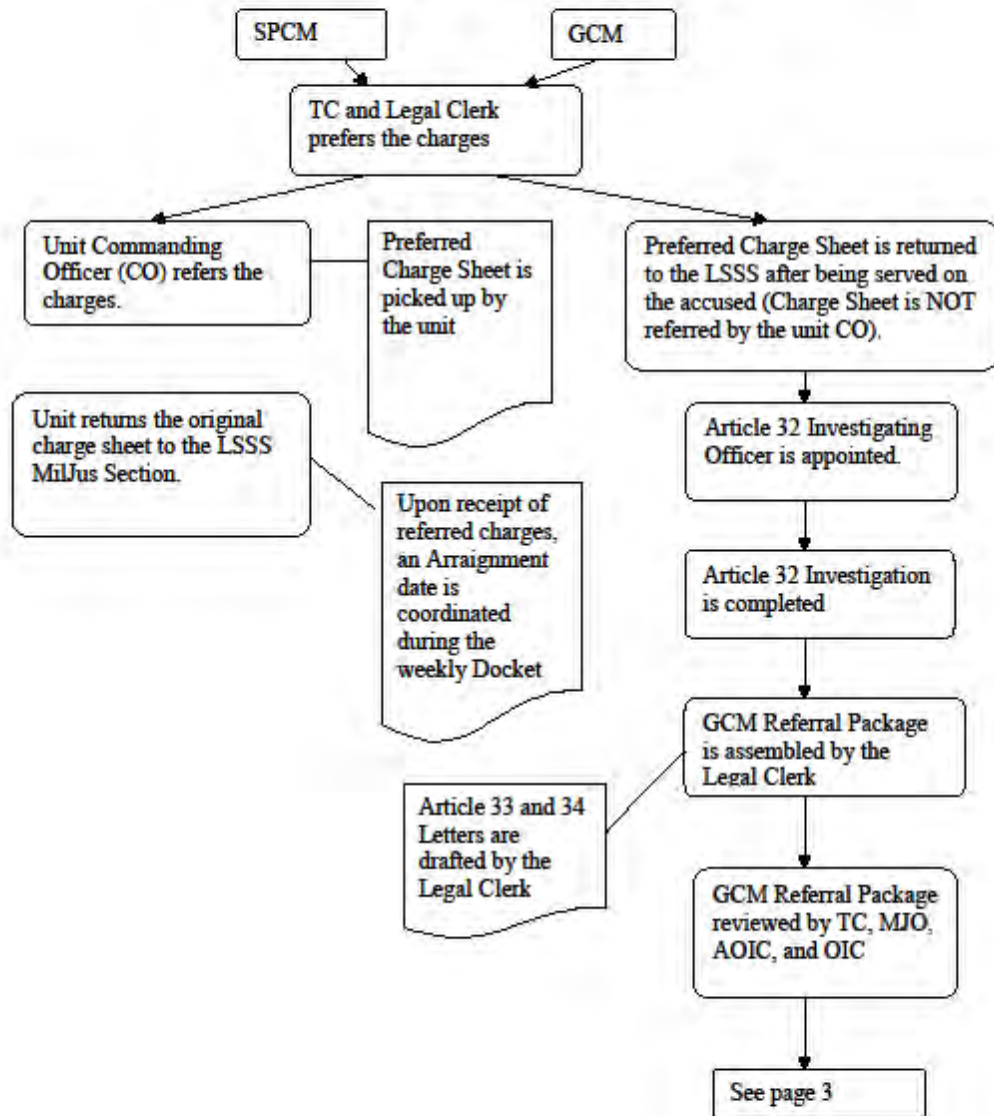 SPCM
GCM
TC and Legal Clerk
prefers the charges
Unit Commanding
Officer (CO) refers the
charges.
Preferred
Charge Sheet is
picked up by
the unit
Preferred Charge Sheet is returned
to the LSSS after being served on
the accused (Charge Sheet is NOT
referred by the unit CO).
Unit returns the original
charge sheet to the LSSS
MilJus Section.
Article 32 Investigating
Officer is appointed.
Upon receipt of
referred charges,
an Arraignment
date is
coordinated
during the
weekly Docket
Article 32 Investigation
is completed
GCM Referral Package
is assembled by the
Legal Clerk
Article 33 and 34
Letters are
drafted by the
Legal Clerk
GCM Referral Package
reviewed by TC, MJO,
AOIC, and OIC
See page 3